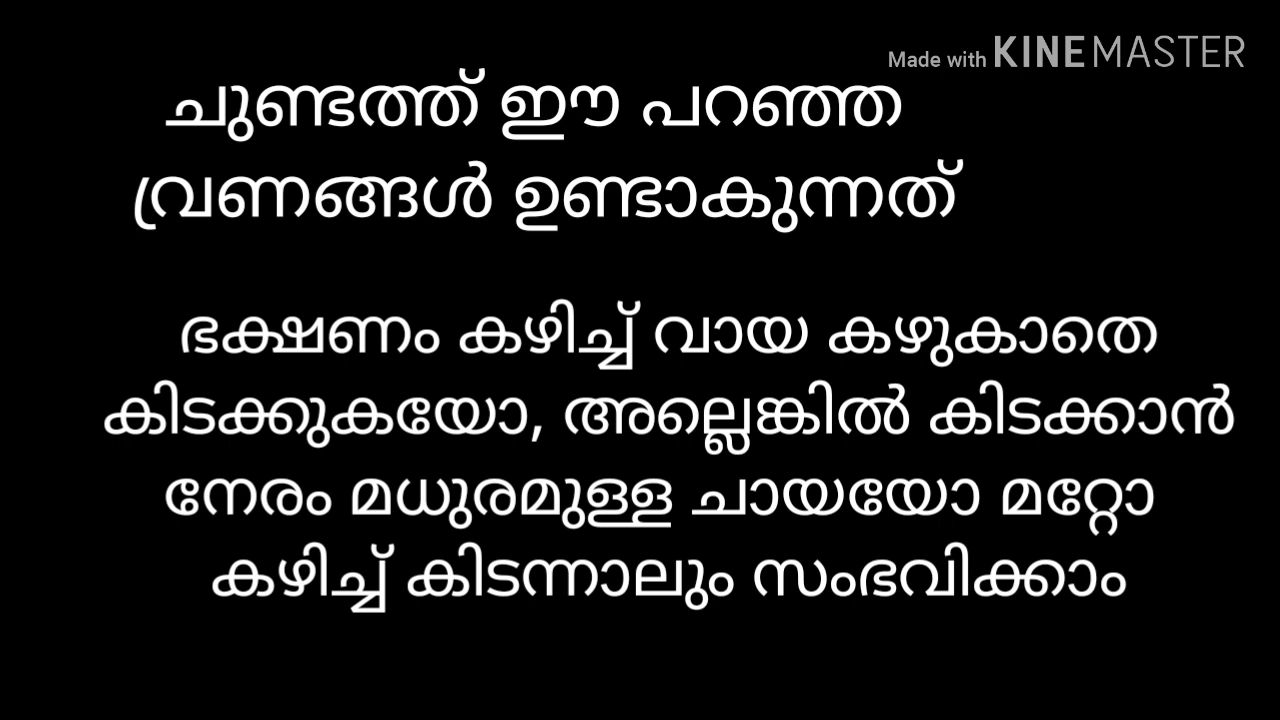 Made with KINEMASTER
ചുണ്ടത്ത് ഈ പറഞ്ഞ
വ്രണങ്ങൾ ഉണ്ടാകുന്നത്
ഭക്ഷണം കഴിച്ച് വായ കഴുകാതെ
കിടക്കുകയോ, അല്ലെങ്കിൽ കിടക്കാൻ
നേരം മധുരമുള്ള ചായയോ മറ്റോ
കഴിച്ച് കിടന്നാലും സംഭവിക്കാം